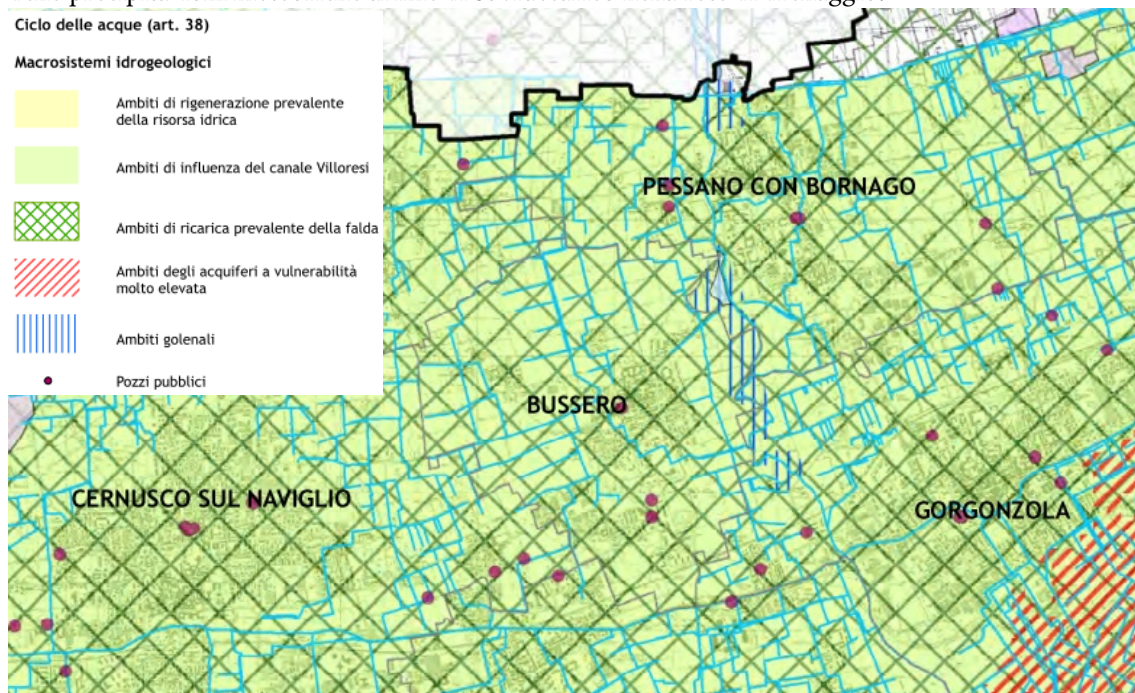 Ciclo delle acque (art. 38)
Macrosistemi idrogeologici
Ambiti di rigenerazione prevalente
della risorsa idrica
Ambiti di influenza del canale Villoresi
Ambiti di ricarica prevalente della falda
Ambiti degli acquiferi a vulnerabilità
molto elevata
Ambiti golenali
Pozzi pubblici
PESSANO CON BORNAGO
BUSSERO
CERNUSCO SUL NAVIGLIO
GORGONZOLA